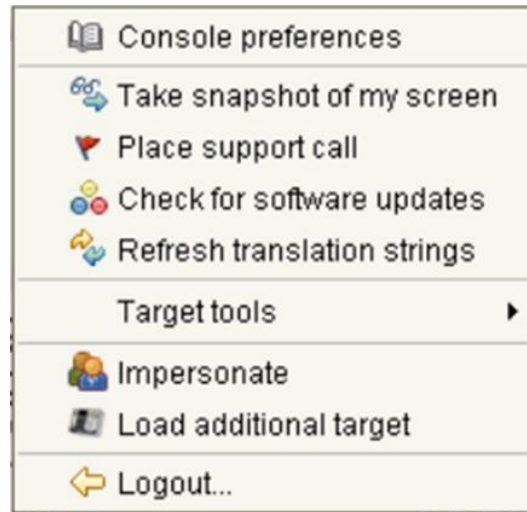 Console preferences
Take snapshot of my screen
Place support call
Check for software updates
Refresh translation strings
Target tools
Impersonate
Load additional target
Logout...